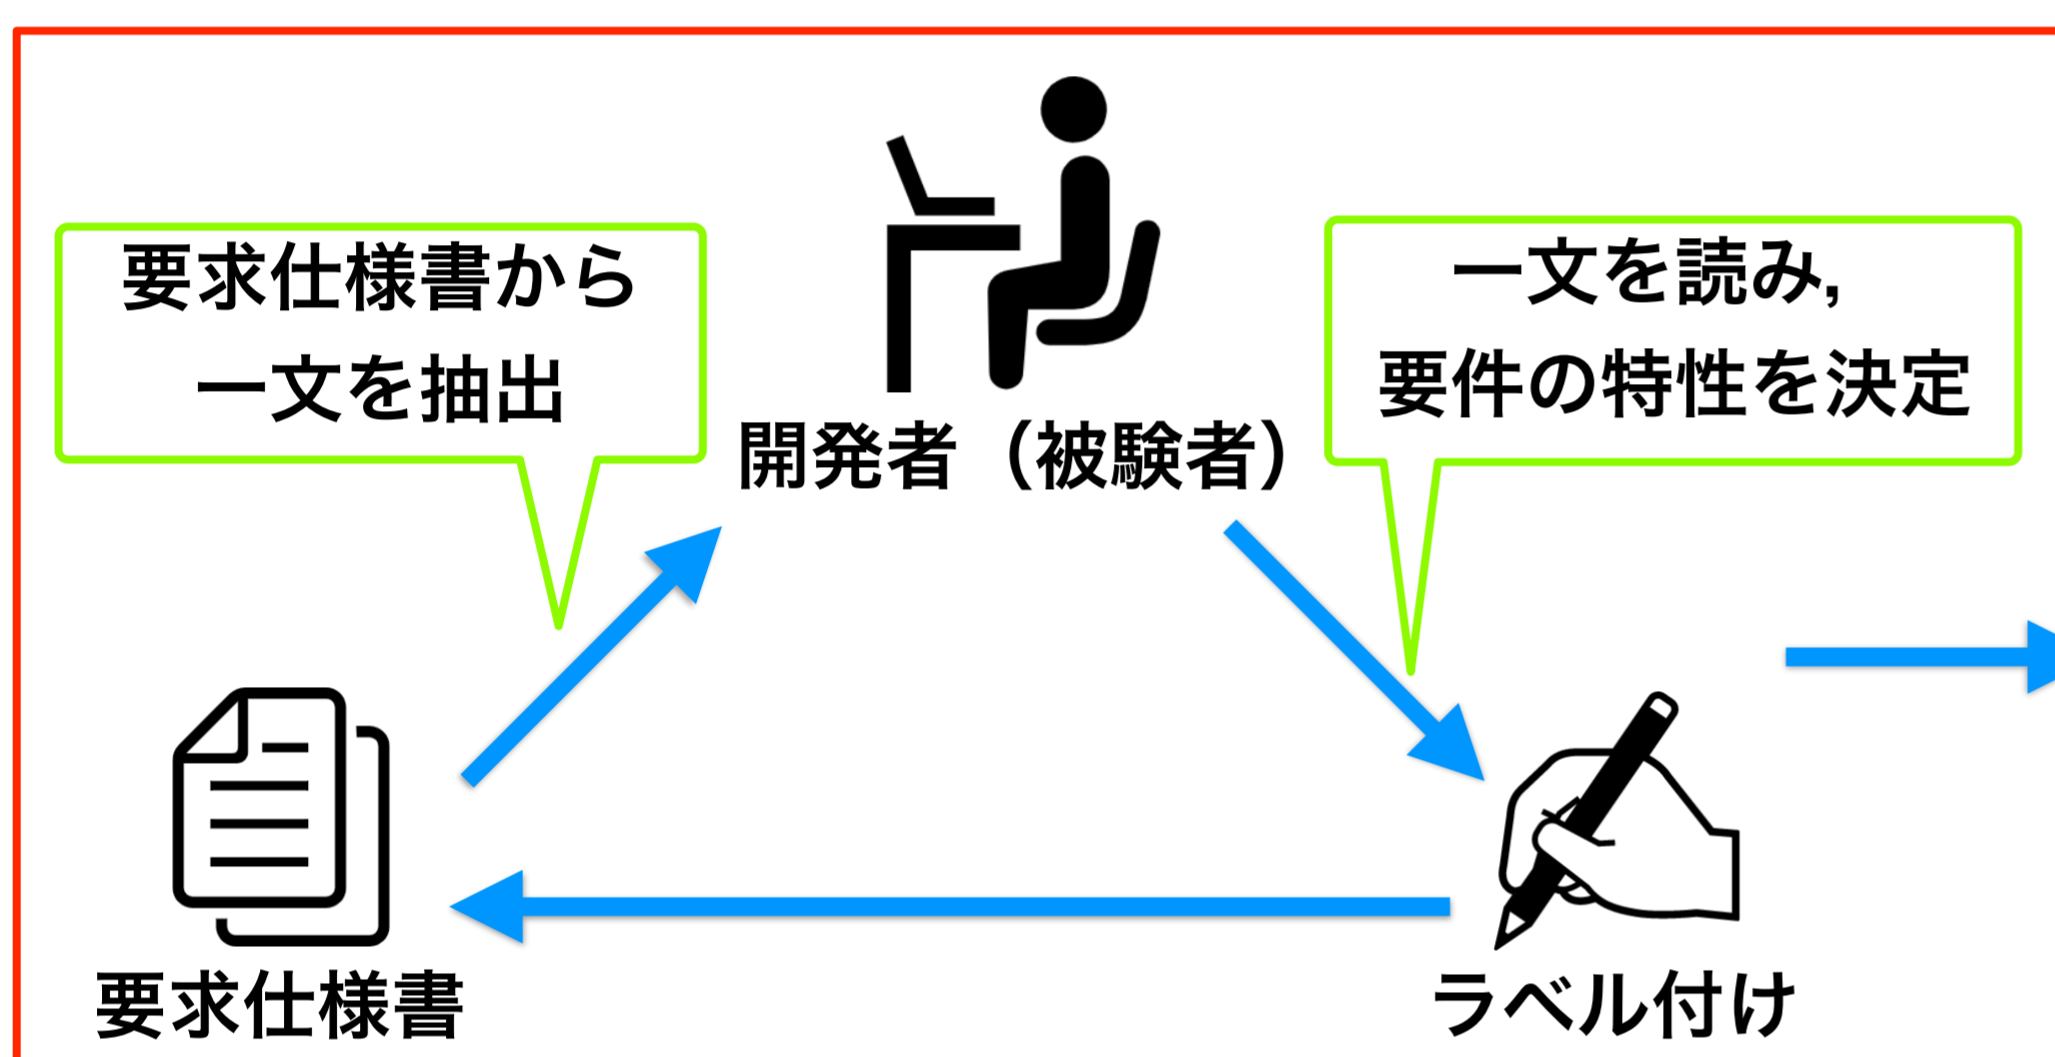 要求仕様書から
一文を抽出
開発者（被験者）
一文を読み,
要件の特性を決定
要求仕様書
ラベル付け